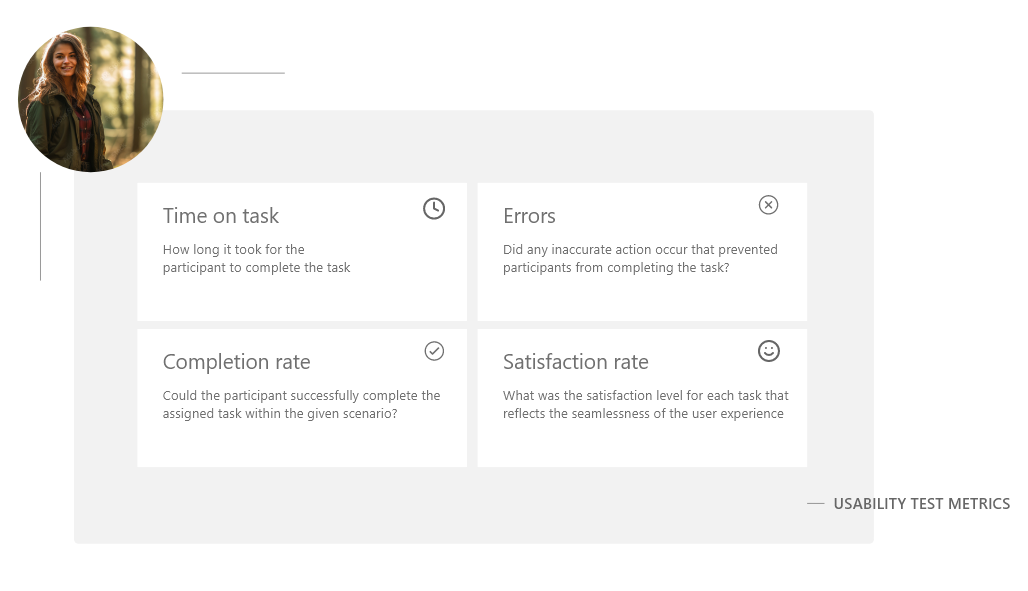 Time on task
How long it took for the
participant to complete the task
Errors
Did any inaccurate action occur that prevented
participants from completing the task?
Completion rate
Could the participant successfully complete the
assigned task within the given scenario?
Satisfaction rate
What was the satisfaction level for each task that
reflects the seamlessness of the user experience
USABILITY TEST METRICS